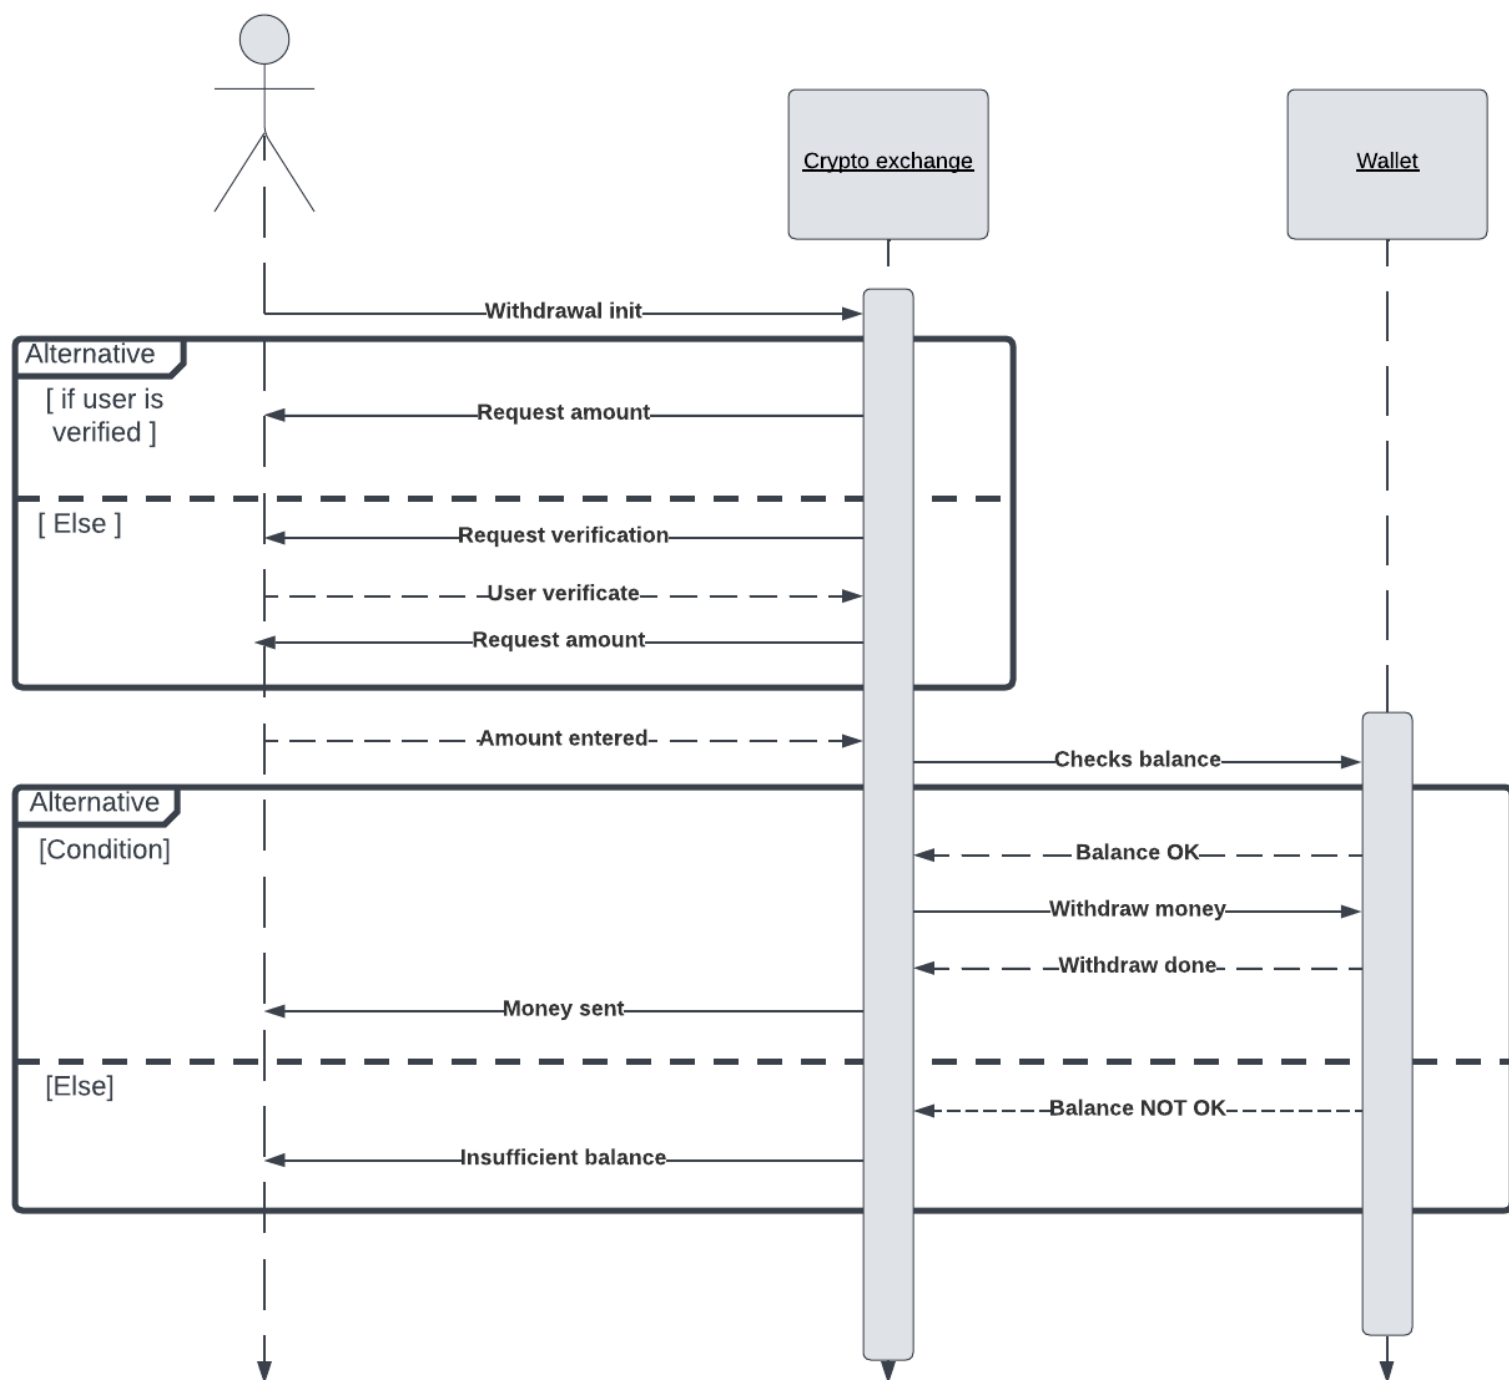 Crypto exchange
Wallet
Withdrawal init
Alternative
[ if user is
verified ]
Request amount
[ Else ]
Request verification
User verificate
Request amount
Amount entered
Checks balance
Alternative
[Condition]
Balance OK
Withdraw money
Withdraw done
Money sent
[Else]
Balance NOT OK
Insufficient balance